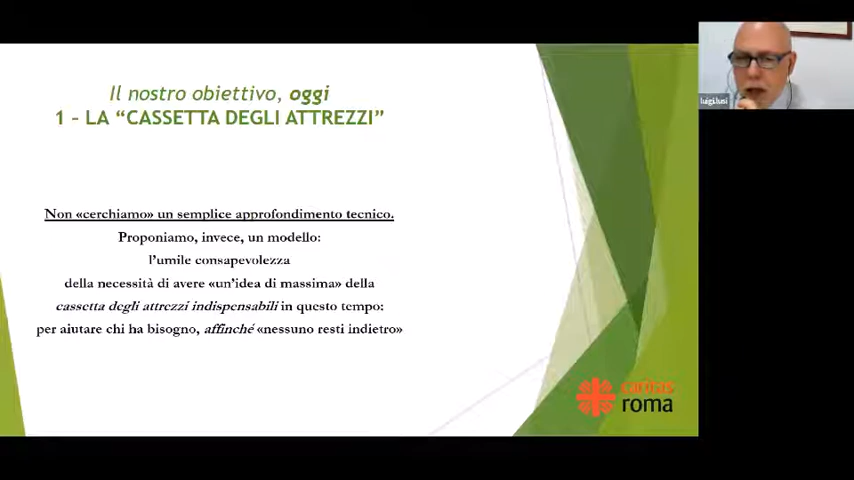 Il nostro obiettivo, oggi
1 – LA “CASSETTA DEGLI ATTREZZI”
Non «cerchiamo» un semplice approfondimento tecnico.
Proponiamo, invece, un modello:
l’umile consapevolezza
della necessità di avere «un’idea di massima» della
cassetta degli attrezzi indispensabili in questo tempo:
per aiutare chi ha bisogno, affinché «nessuno resti indietro»
caritas
roma